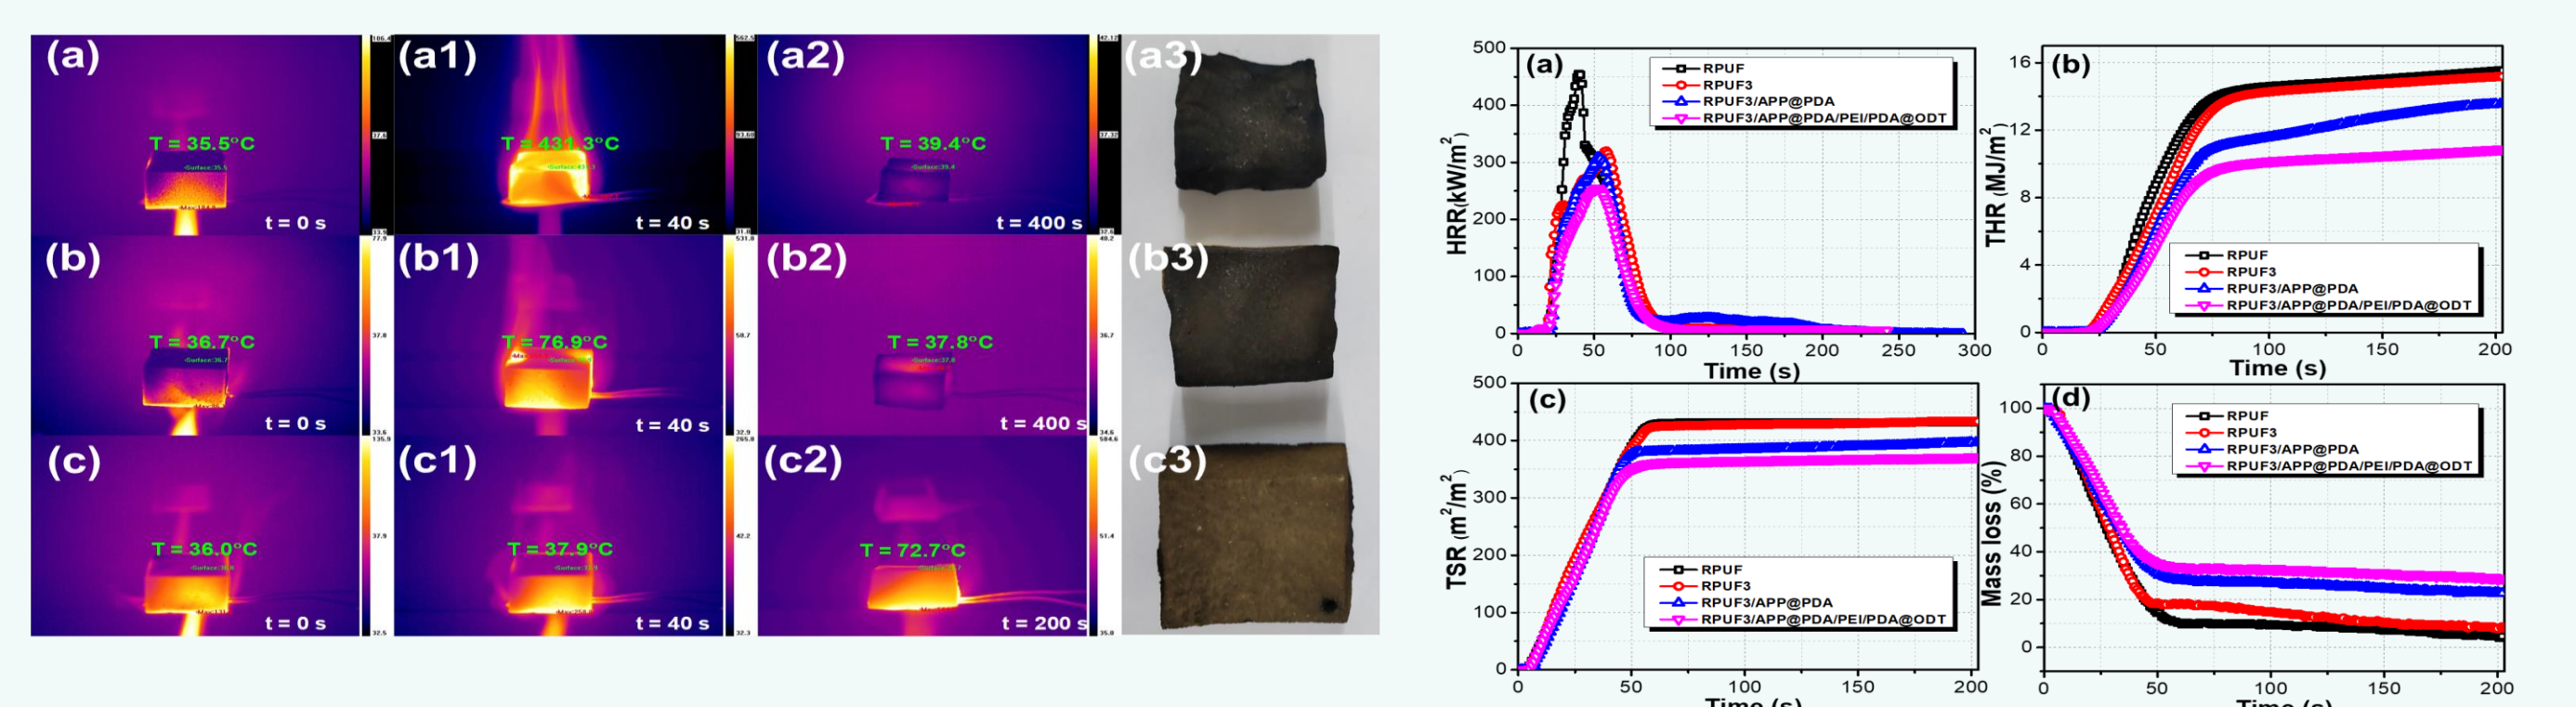 (a)
T = 35.5°C
t = 0 s
(a1)
T = 431.3°C
t = 40 s
(a2)
T = 39.4°C
t = 400 s
(a3)
(b)
T = 36.7°C
t = 0 s
(b1)
T = 76.9°C
t = 40 s
(b2)
T = 37.8°C
t = 400 s
(b3)
(c)
T = 36.0°C
t = 0 s
(c1)
T = 37.9°C
t = 40 s
(c2)
T = 72.7°C
t = 200 s
(c3)
(a)
HRR(kW/m²)
500
400
300
200
100
0
RPUF
RPUF3
RPUF3/APP@PDA
RPUF3/APP@PDA/PEI/PDA@ODT
0 50 100 150 200 250 300
Time (s)
(b)
THR (MJ/m²)
16
12
8
4
0
RPUF
RPUF3
RPUF3/APP@PDA
RPUF3/APP@PDA/PEI/PDA@ODT
0 50 100 150 200
Time (s)
(c)
TSR (m²/m²)
500
400
300
200
100
0
RPUF
RPUF3
RPUF3/APP@PDA
RPUF3/APP@PDA/PEI/PDA@ODT
0 50 100 150 200
Time (s)
(d)
Mass loss (%)
100
80
60
40
20
0
RPUF
RPUF3
RPUF3/APP@PDA
RPUF3/APP@PDA/PEI/PDA@ODT
0 50 100 150 200
Time (s)